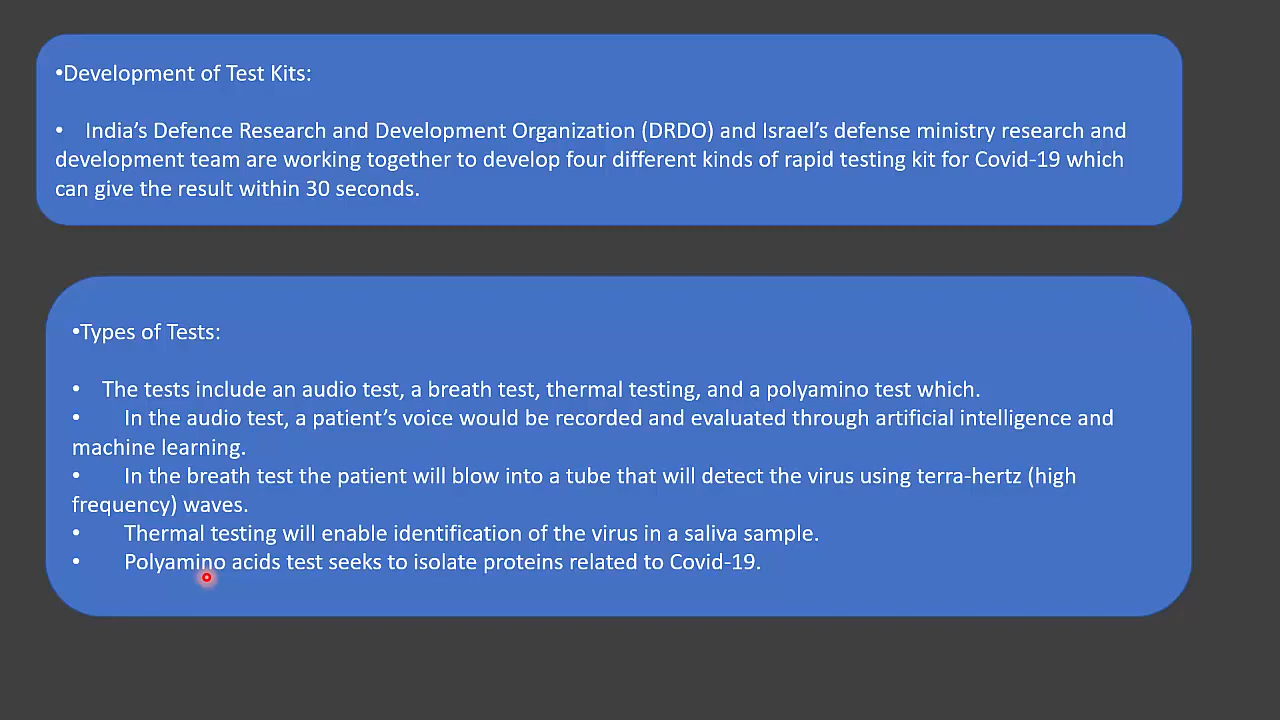 •Development of Test Kits:
• India’s Defence Research and Development Organization (DRDO) and Israel’s defense ministry research and
development team are working together to develop four different kinds of rapid testing kit for Covid-19 which
can give the result within 30 seconds.
•Types of Tests:
• The tests include an audio test, a breath test, thermal testing, and a polyamino test which.
• In the audio test, a patient’s voice would be recorded and evaluated through artificial intelligence and
machine learning.
• In the breath test the patient will blow into a tube that will detect the virus using terra-hertz (high
frequency) waves.
• Thermal testing will enable identification of the virus in a saliva sample.
• Polyamino acids test seeks to isolate proteins related to Covid-19.